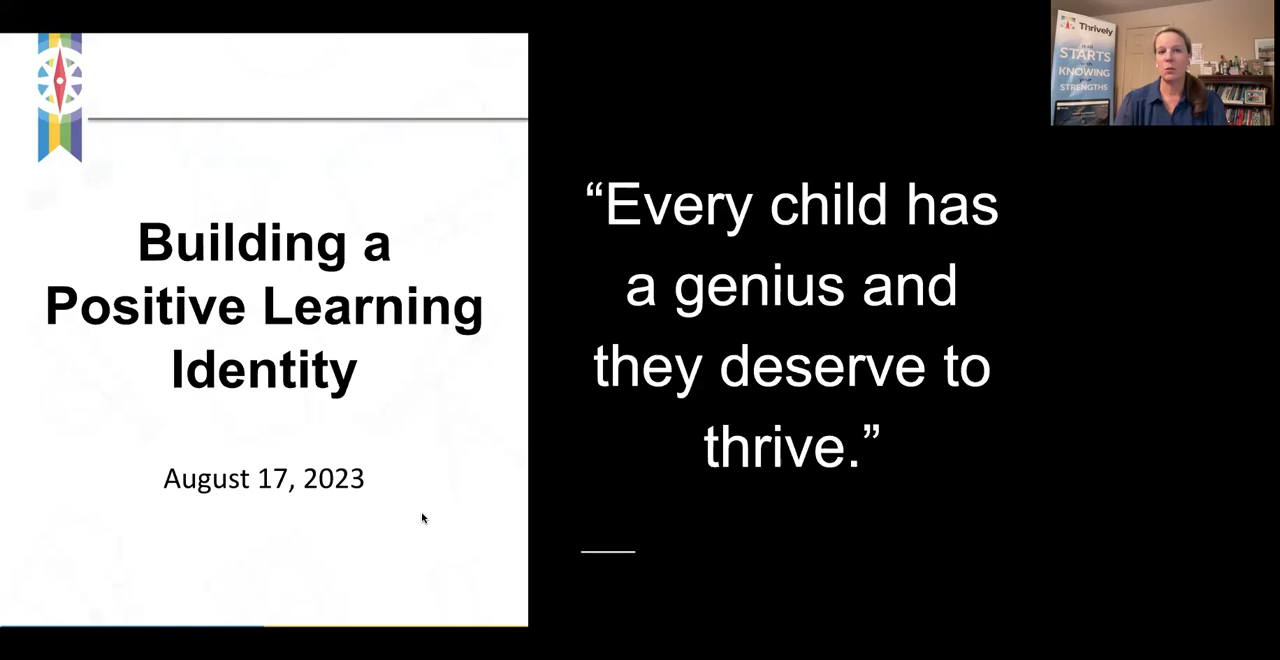 Building a
Positive Learning
Identity
August 17, 2023
“Every child has
a genius and
they deserve to
thrive.”
Thrively
STARTS
KNOWING
STRENGTHS